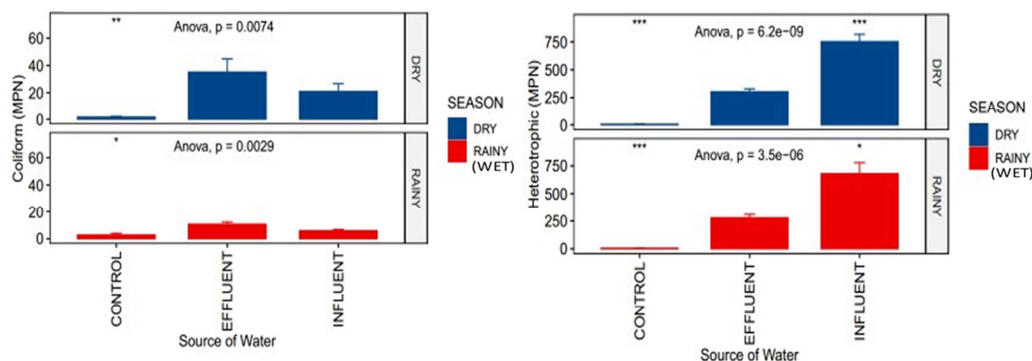 Coliform (MPN)
60
40
20
0
**
Anova, p = 0.0074
DRY
60
40
20
0
*
Anova, p = 0.0029
RAINY
CONTROL
EFFLUENT
INFLUENT
Source of Water
SEASON
DRY
RAINY
(WET)
Heterotrophic (MPN)
750
500
250
0
***
Anova, p = 6.2e−09
***
DRY
750
500
250
0
***
Anova, p = 3.5e−06
*
RAINY
CONTROL
EFFLUENT
INFLUENT
Source of Water
SEASON
DRY
RAINY
(WET)